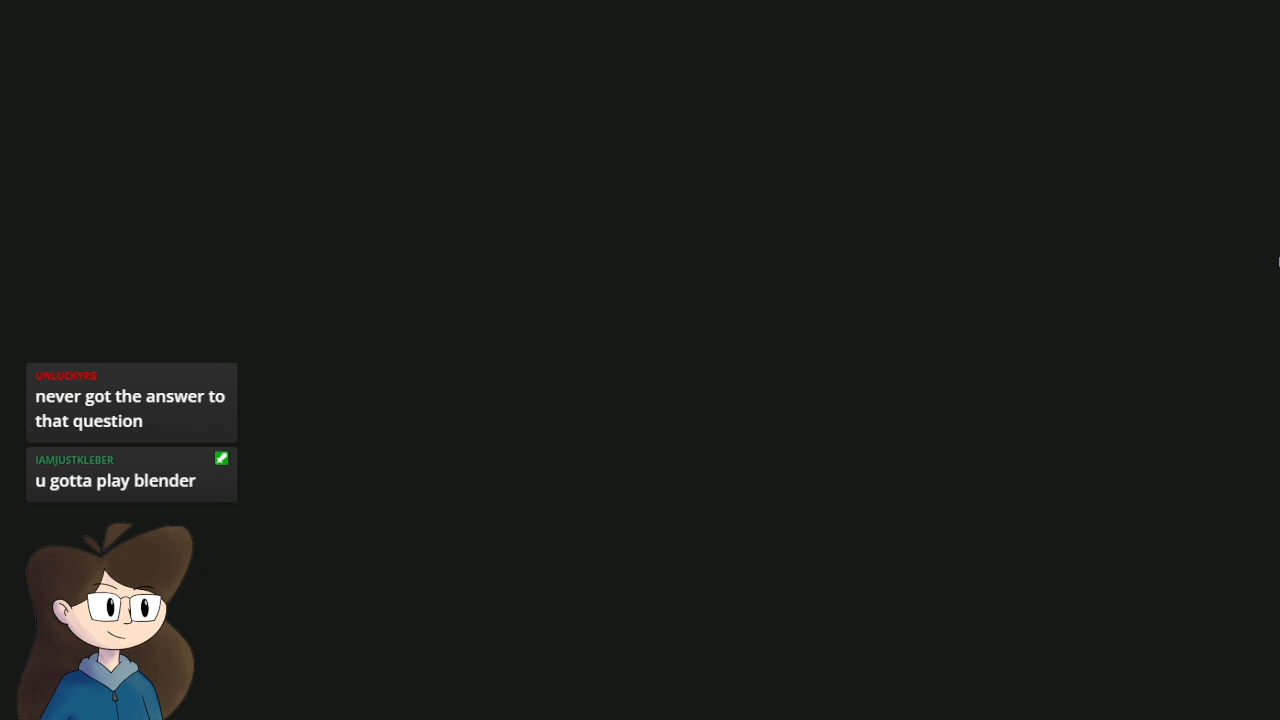 UNLUCKYRG
never got the answer to
that question
IAMJUSTKLEBER
u gotta play blender